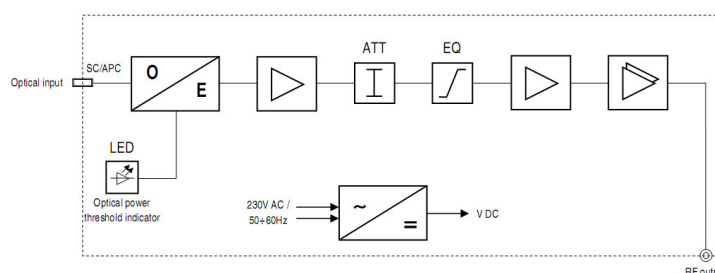 ATT
EQ
SC/APC
Optical input
O
E
LED
Optical power
threshold indicator
230V AC /
50÷60Hz
~
=
V DC